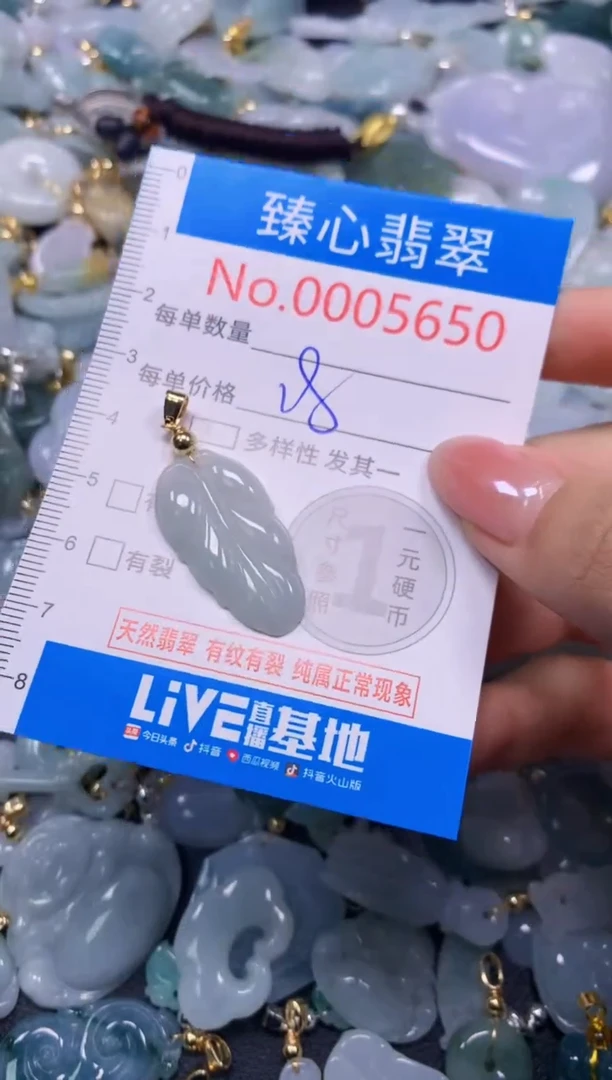 0
1
2
3
4
5
6
7
8
臻心翡翠
No.0005650
每单数量
每单价格
多样性 发其一
有裂
尺寸参照
1
一元硬币
天然翡翠 有纹有裂 纯属正常现象
LiVE直播基地
头条 今日头条 抖音 西瓜视频 抖音火山版